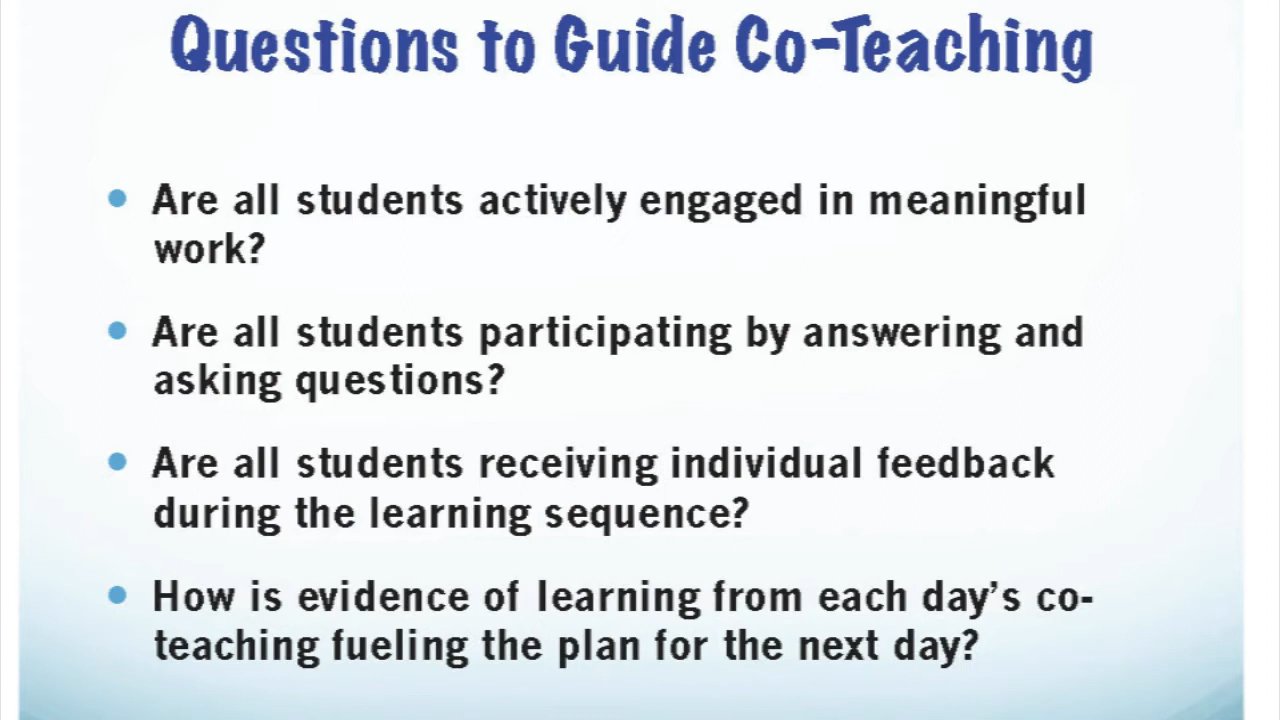 Questions to Guide Co-Teaching
Are all students actively engaged in meaningful
work?
Are all students participating by answering and
asking questions?
Are all students receiving individual feedback
during the learning sequence?
How is evidence of learning from each day’s co-
teaching fueling the plan for the next day?